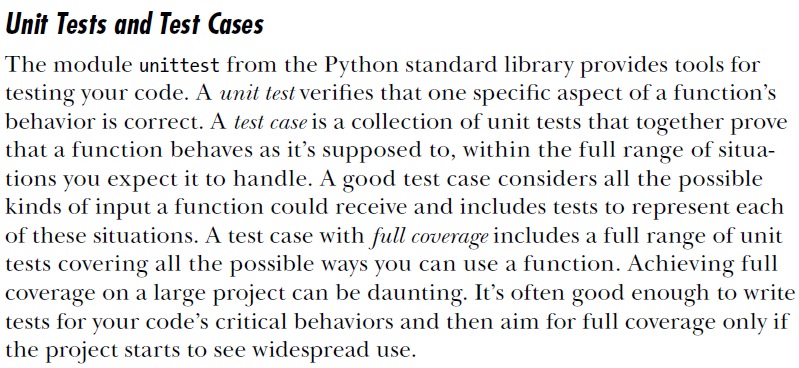 Unit Tests and Test Cases
The module unittest from the Python standard library provides tools for
testing your code. A unit test verifies that one specific aspect of a function’s
behavior is correct. A test case is a collection of unit tests that together prove
that a function behaves as it’s supposed to, within the full range of situa-
tions you expect it to handle. A good test case considers all the possible
kinds of input a function could receive and includes tests to represent each
of these situations. A test case with full coverage includes a full range of unit
tests covering all the possible ways you can use a function. Achieving full
coverage on a large project can be daunting. It’s often good enough to write
tests for your code’s critical behaviors and then aim for full coverage only if
the project starts to see widespread use.